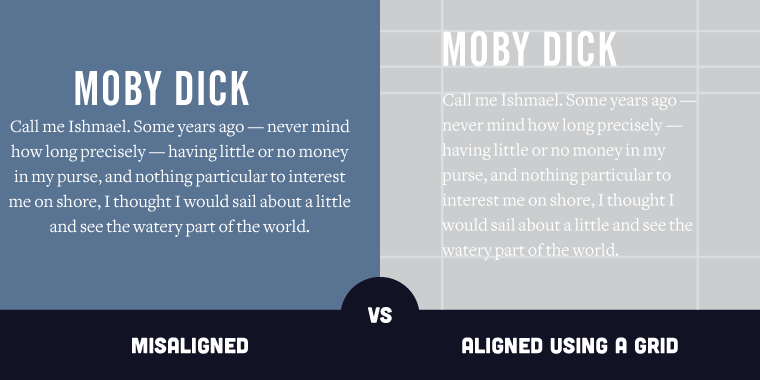 MOBY DICK
Call me Ishmael. Some years ago — never mind
how long precisely — having little or no money
in my purse, and nothing particular to interest
me on shore, I thought I would sail about a little
and see the watery part of the world.
MOBY DICK
Call me Ishmael. Some years ago —
never mind how long precisely —
having little or no money in my
purse, and nothing particular to
interest me on shore, I thought I
would sail about a little and see the
watery part of the world.
VS
MISALIGNED
ALIGNED USING A GRID